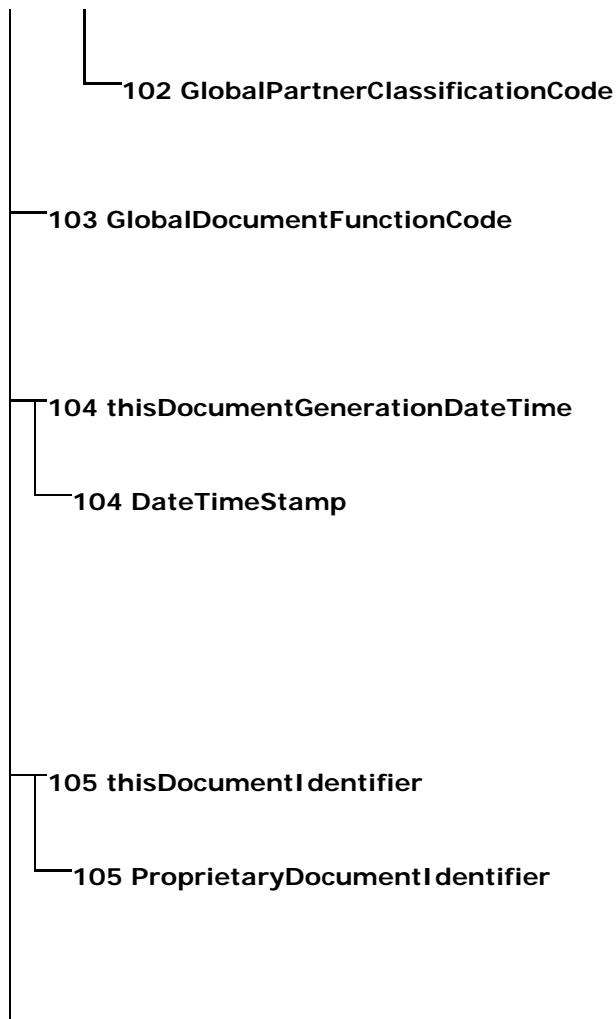 102 GlobalPartnerClassificationCode
103 GlobalDocumentFunctionCode
104 thisDocumentGenerationDateTime
104 DateTimeStamp
105 thisDocumentIdentifier
105 ProprietaryDocumentIdentifier